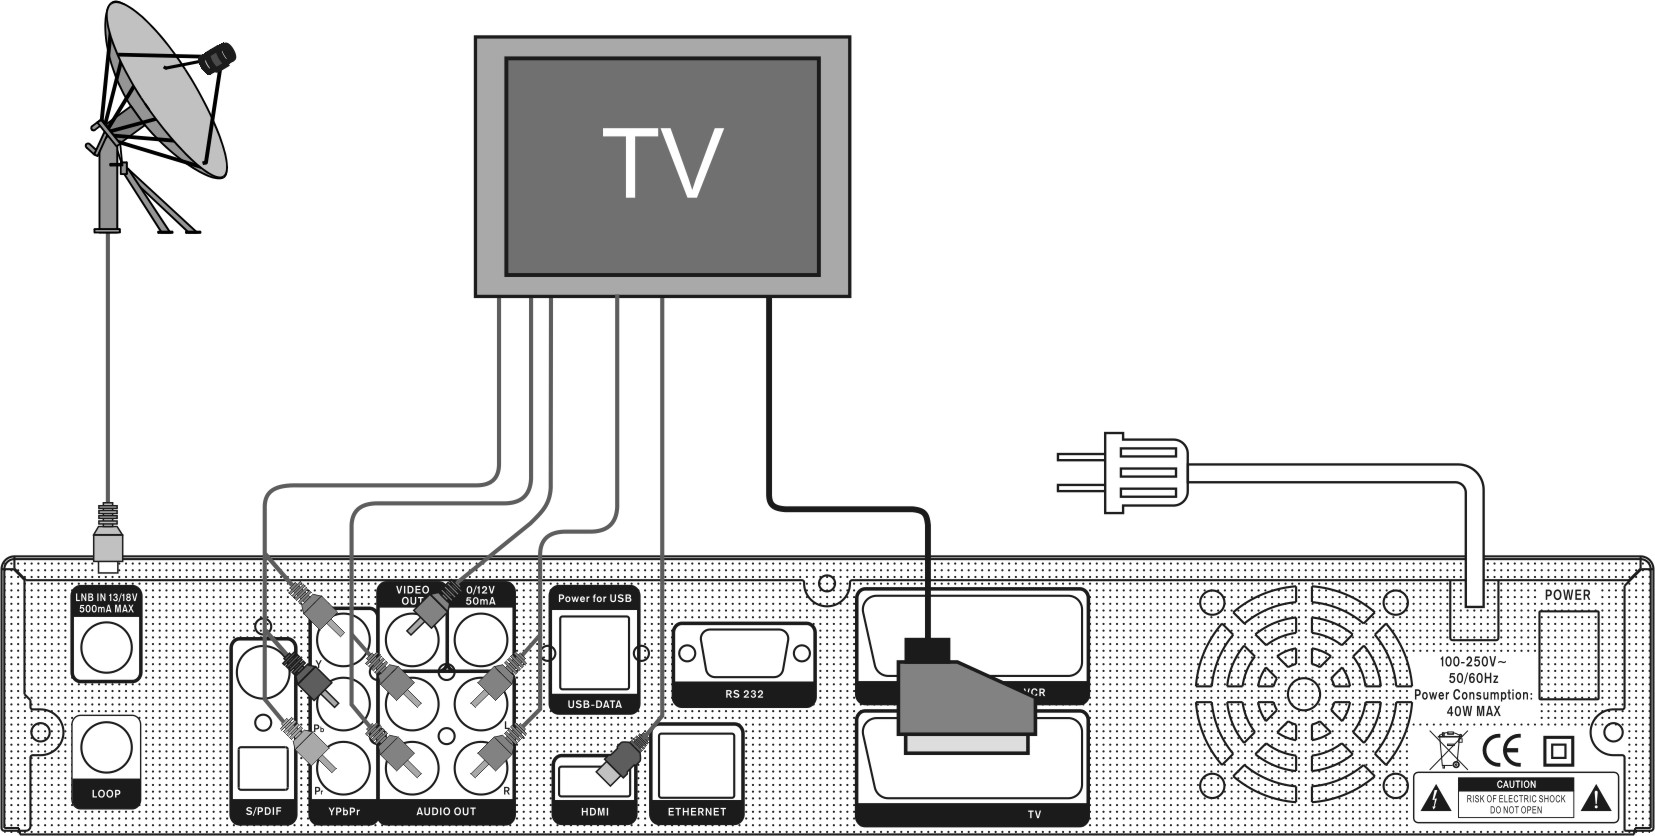 TV
LNB IN 13/18V
500mA MAX
LOOP
S/PDIF
Y
Pb
Pr
YPbPr
VIDEO
OUT
0/12V
50mA
L
R
AUDIO OUT
Power for USB
USB-DATA
HDMI
ETHERNET
RS 232
VCR
TV
POWER
100-250V~
50/60Hz
Power Consumption:
40W MAX
CE
CAUTION
RISK OF ELECTRIC SHOCK
DO NOT OPEN